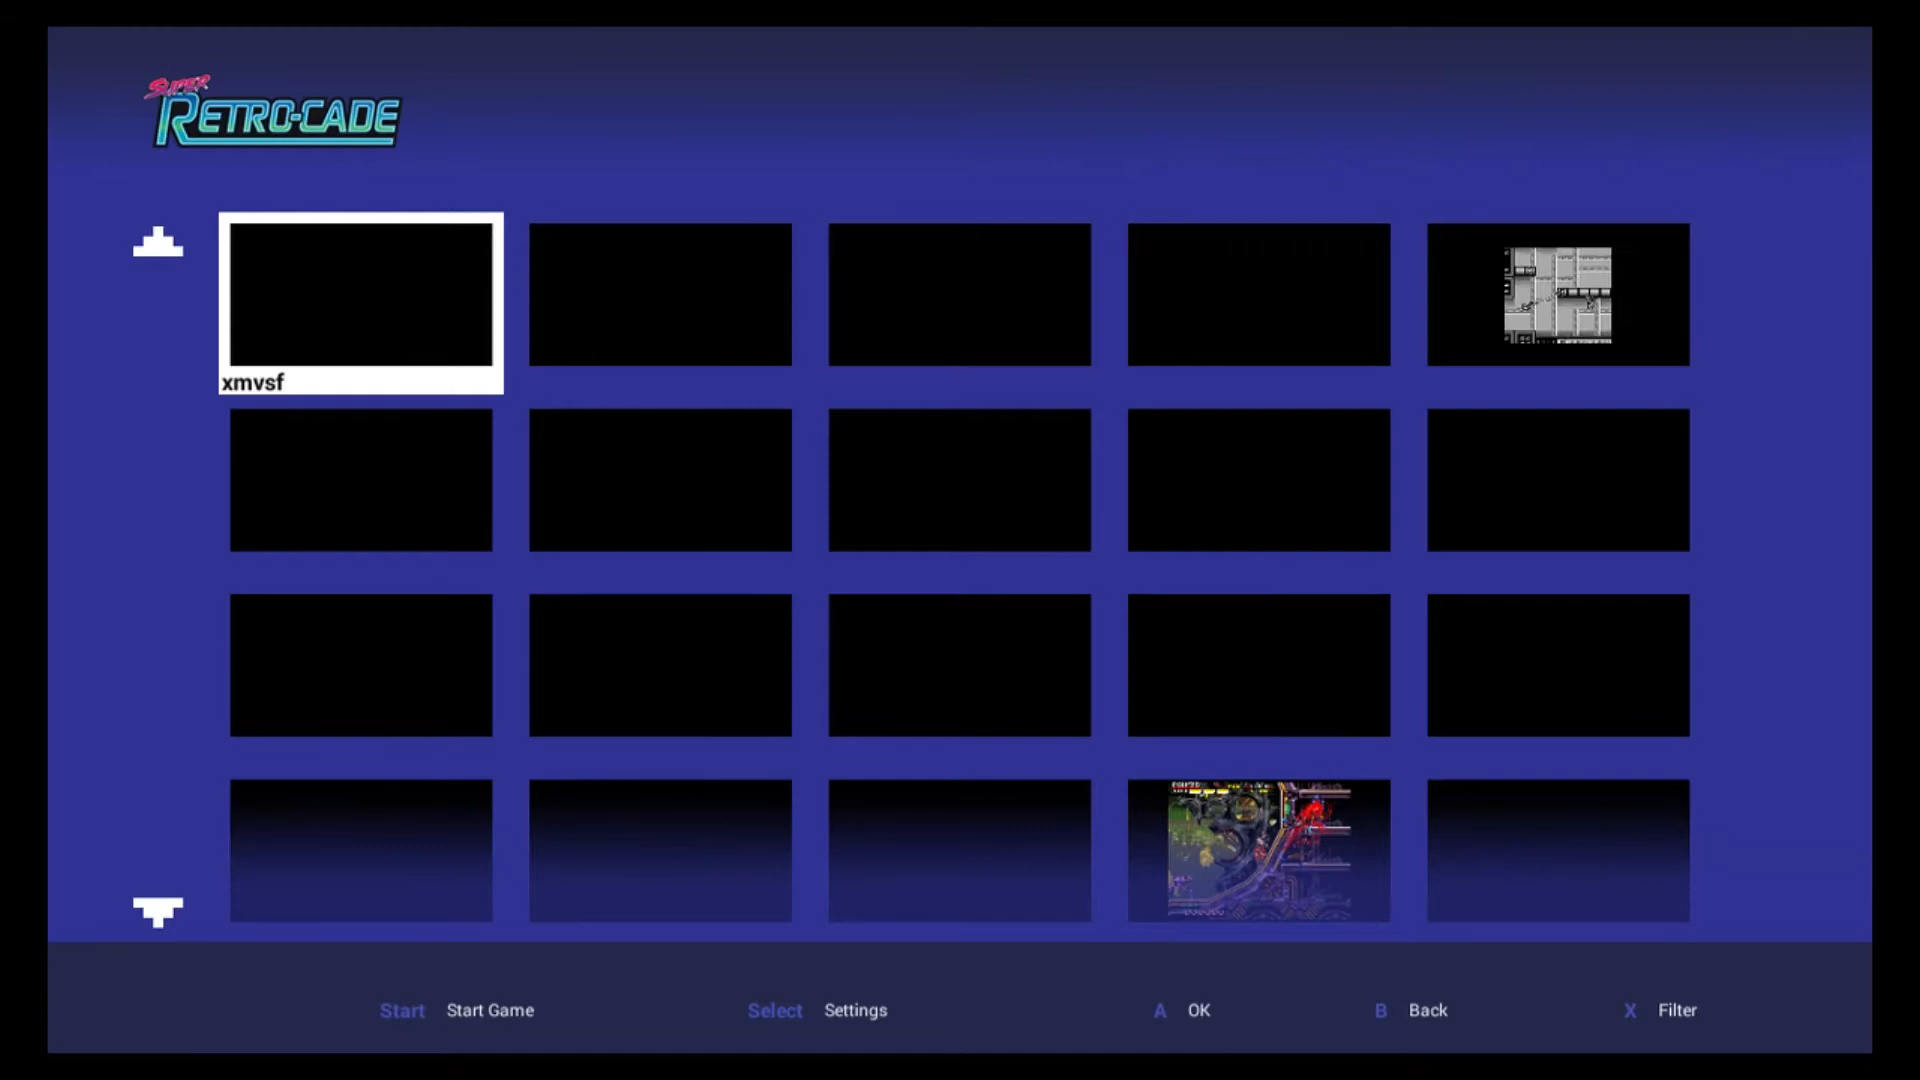 SUPER
RETRO-CADE
xmvsf
Start Start Game Select Settings A OK B Back X Filter